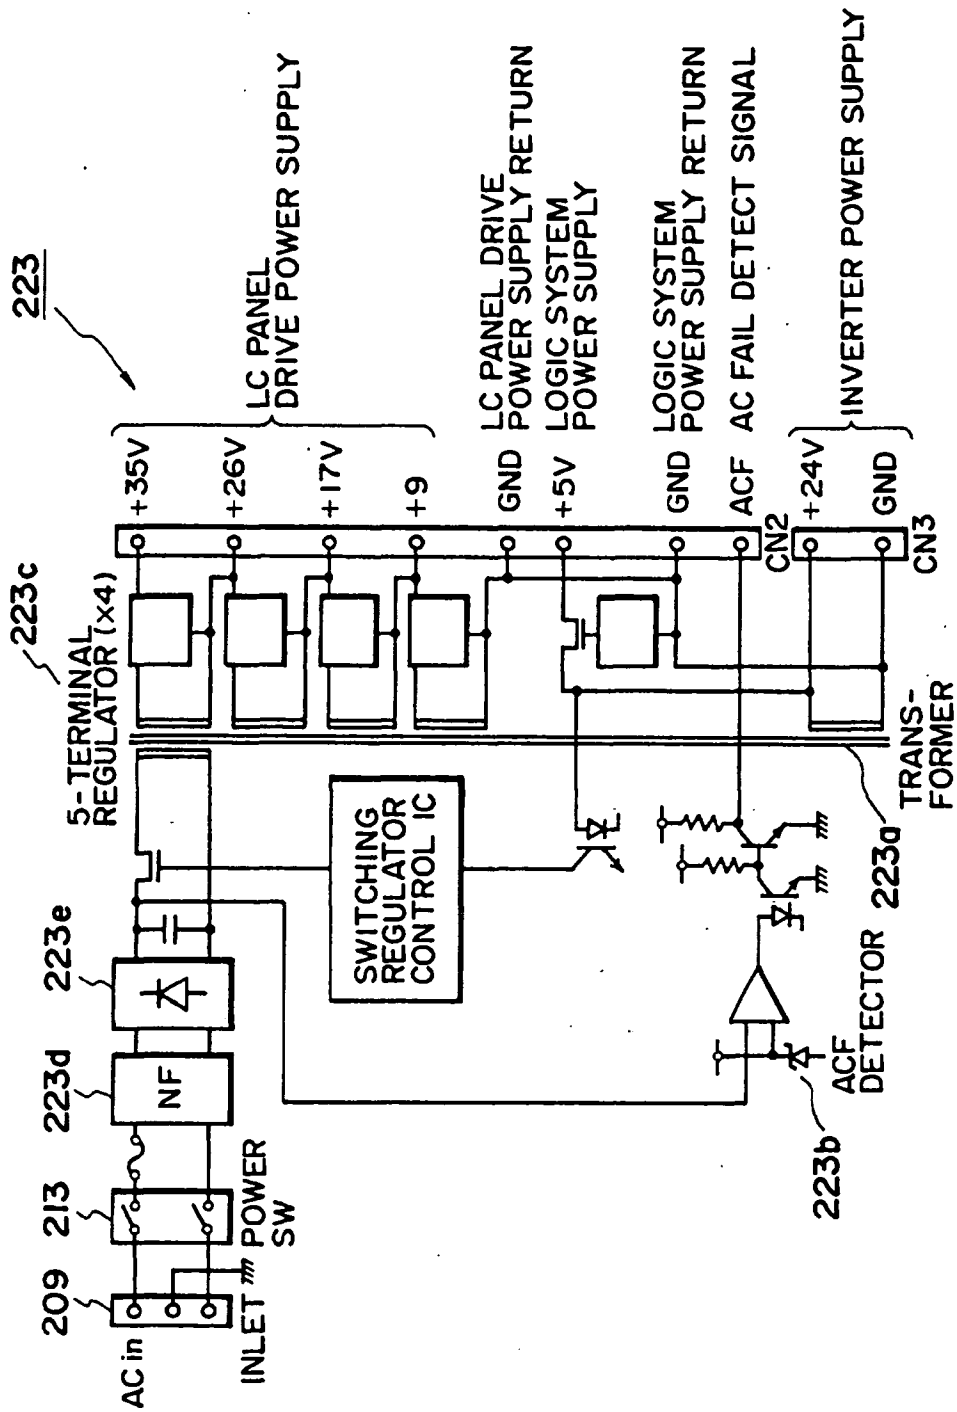 223
223c
5-TERMINAL
REGULATOR (×4)
+35V
+26V
+17V
+9
LC PANEL
DRIVE POWER SUPPLY
GND
LC PANEL DRIVE
POWER SUPPLY RETURN
+5V
LOGIC SYSTEM
POWER SUPPLY
GND
LOGIC SYSTEM
POWER SUPPLY RETURN
ACF
AC FAIL DETECT SIGNAL
CN2
+24V
GND
INVERTER POWER SUPPLY
CN3
TRANS-
FORMER
223a
SWITCHING
REGULATOR
CONTROL IC
223e
223d
NF
213
POWER
SW
209
AC in
INLET
ACF
DETECTOR
223b